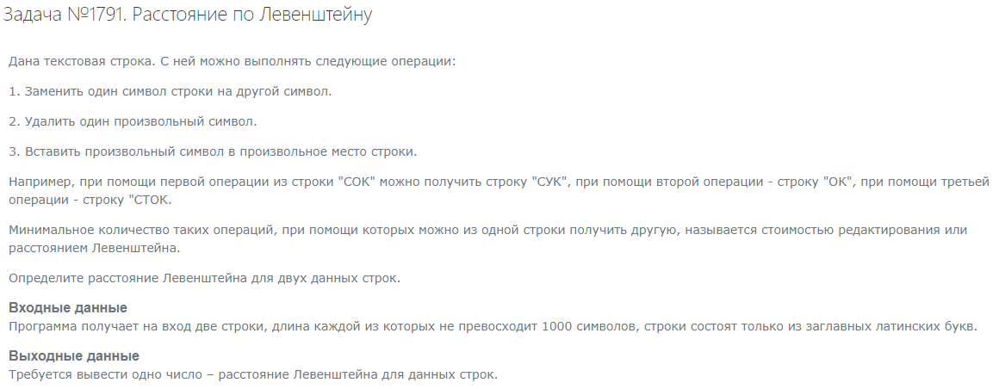 Задача №1791. Расстояние по Левенштейну
Дана текстовая строка. С ней можно выполнять следующие операции:
1. Заменить один символ строки на другой символ.
2. Удалить один произвольный символ.
3. Вставить произвольный символ в произвольное место строки.
Например, при помощи первой операции из строки "СОК" можно получить строку "СУК", при помощи второй операции - строку "ОК", при помощи третьей
операции - строку "СТОК.
Минимальное количество таких операций, при помощи которых можно из одной строки получить другую, называется стоимостью редактирования или
расстоянием Левенштейна.
Определите расстояние Левенштейна для двух данных строк.
Входные данные
Программа получает на вход две строки, длина каждой из которых не превосходит 1000 символов, строки состоят только из заглавных латинских букв.
Выходные данные
Требуется вывести одно число – расстояние Левенштейна для данных строк.